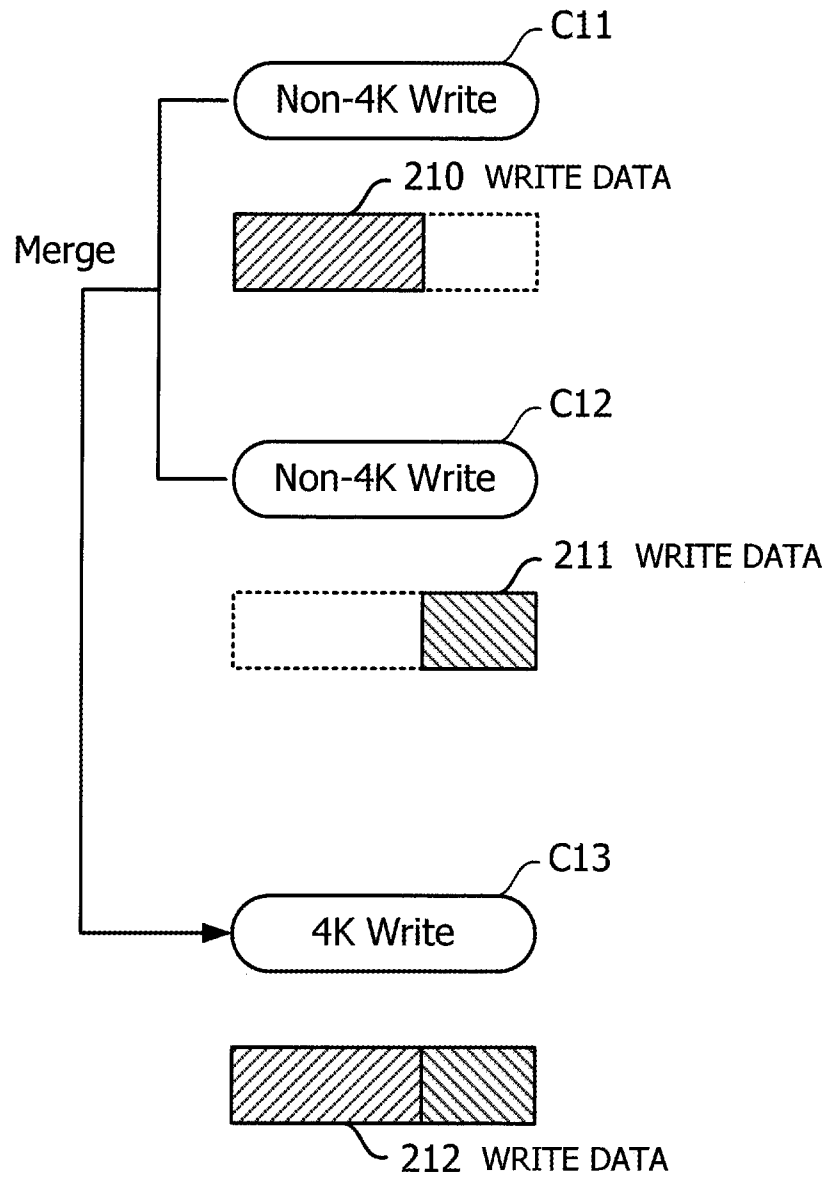 C11
Non-4K Write
210 WRITE DATA
Merge
C12
Non-4K Write
211 WRITE DATA
C13
4K Write
212 WRITE DATA